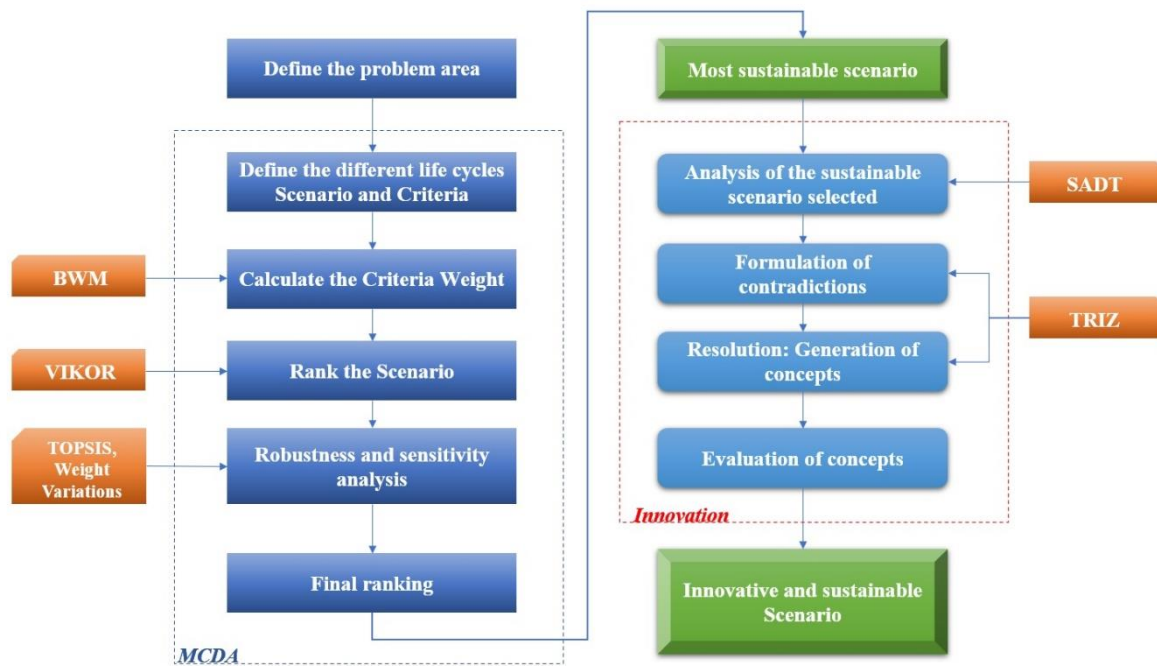 Define the problem area
Define the different life cycles
Scenario and Criteria
BWM
Calculate the Criteria Weight
VIKOR
Rank the Scenario
TOPSIS,
Weight
Variations
Robustness and sensitivity
analysis
Final ranking
MCDA
Most sustainable scenario
Analysis of the sustainable
scenario selected
SADT
Formulation of
contradictions
TRIZ
Resolution: Generation of
concepts
Evaluation of concepts
Innovation
Innovative and sustainable
Scenario